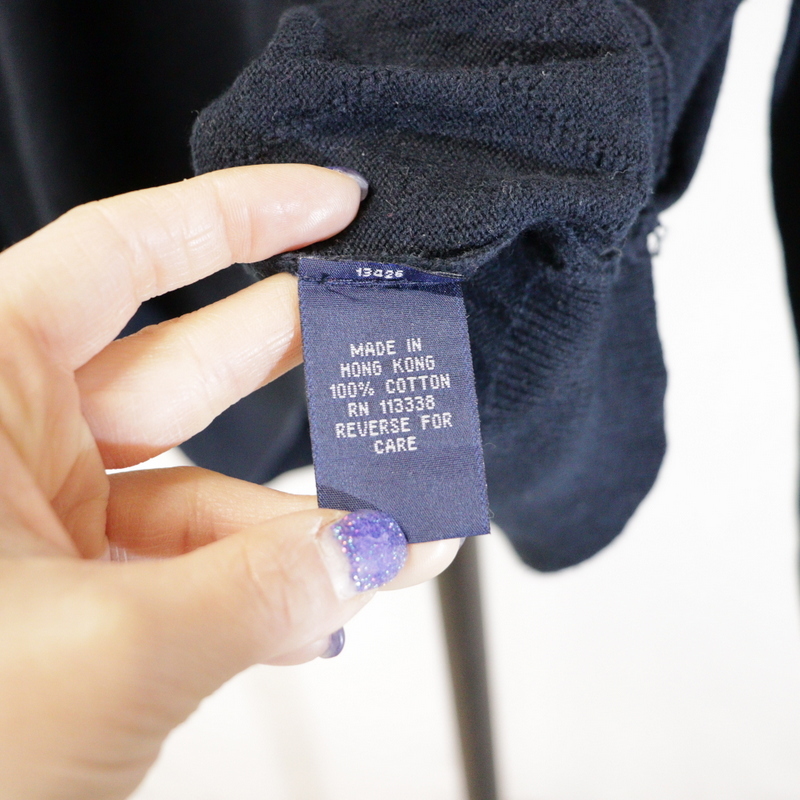 13426
MADE IN
HONG KONG
100% COTTON
RN 113338
REVERSE FOR
CARE